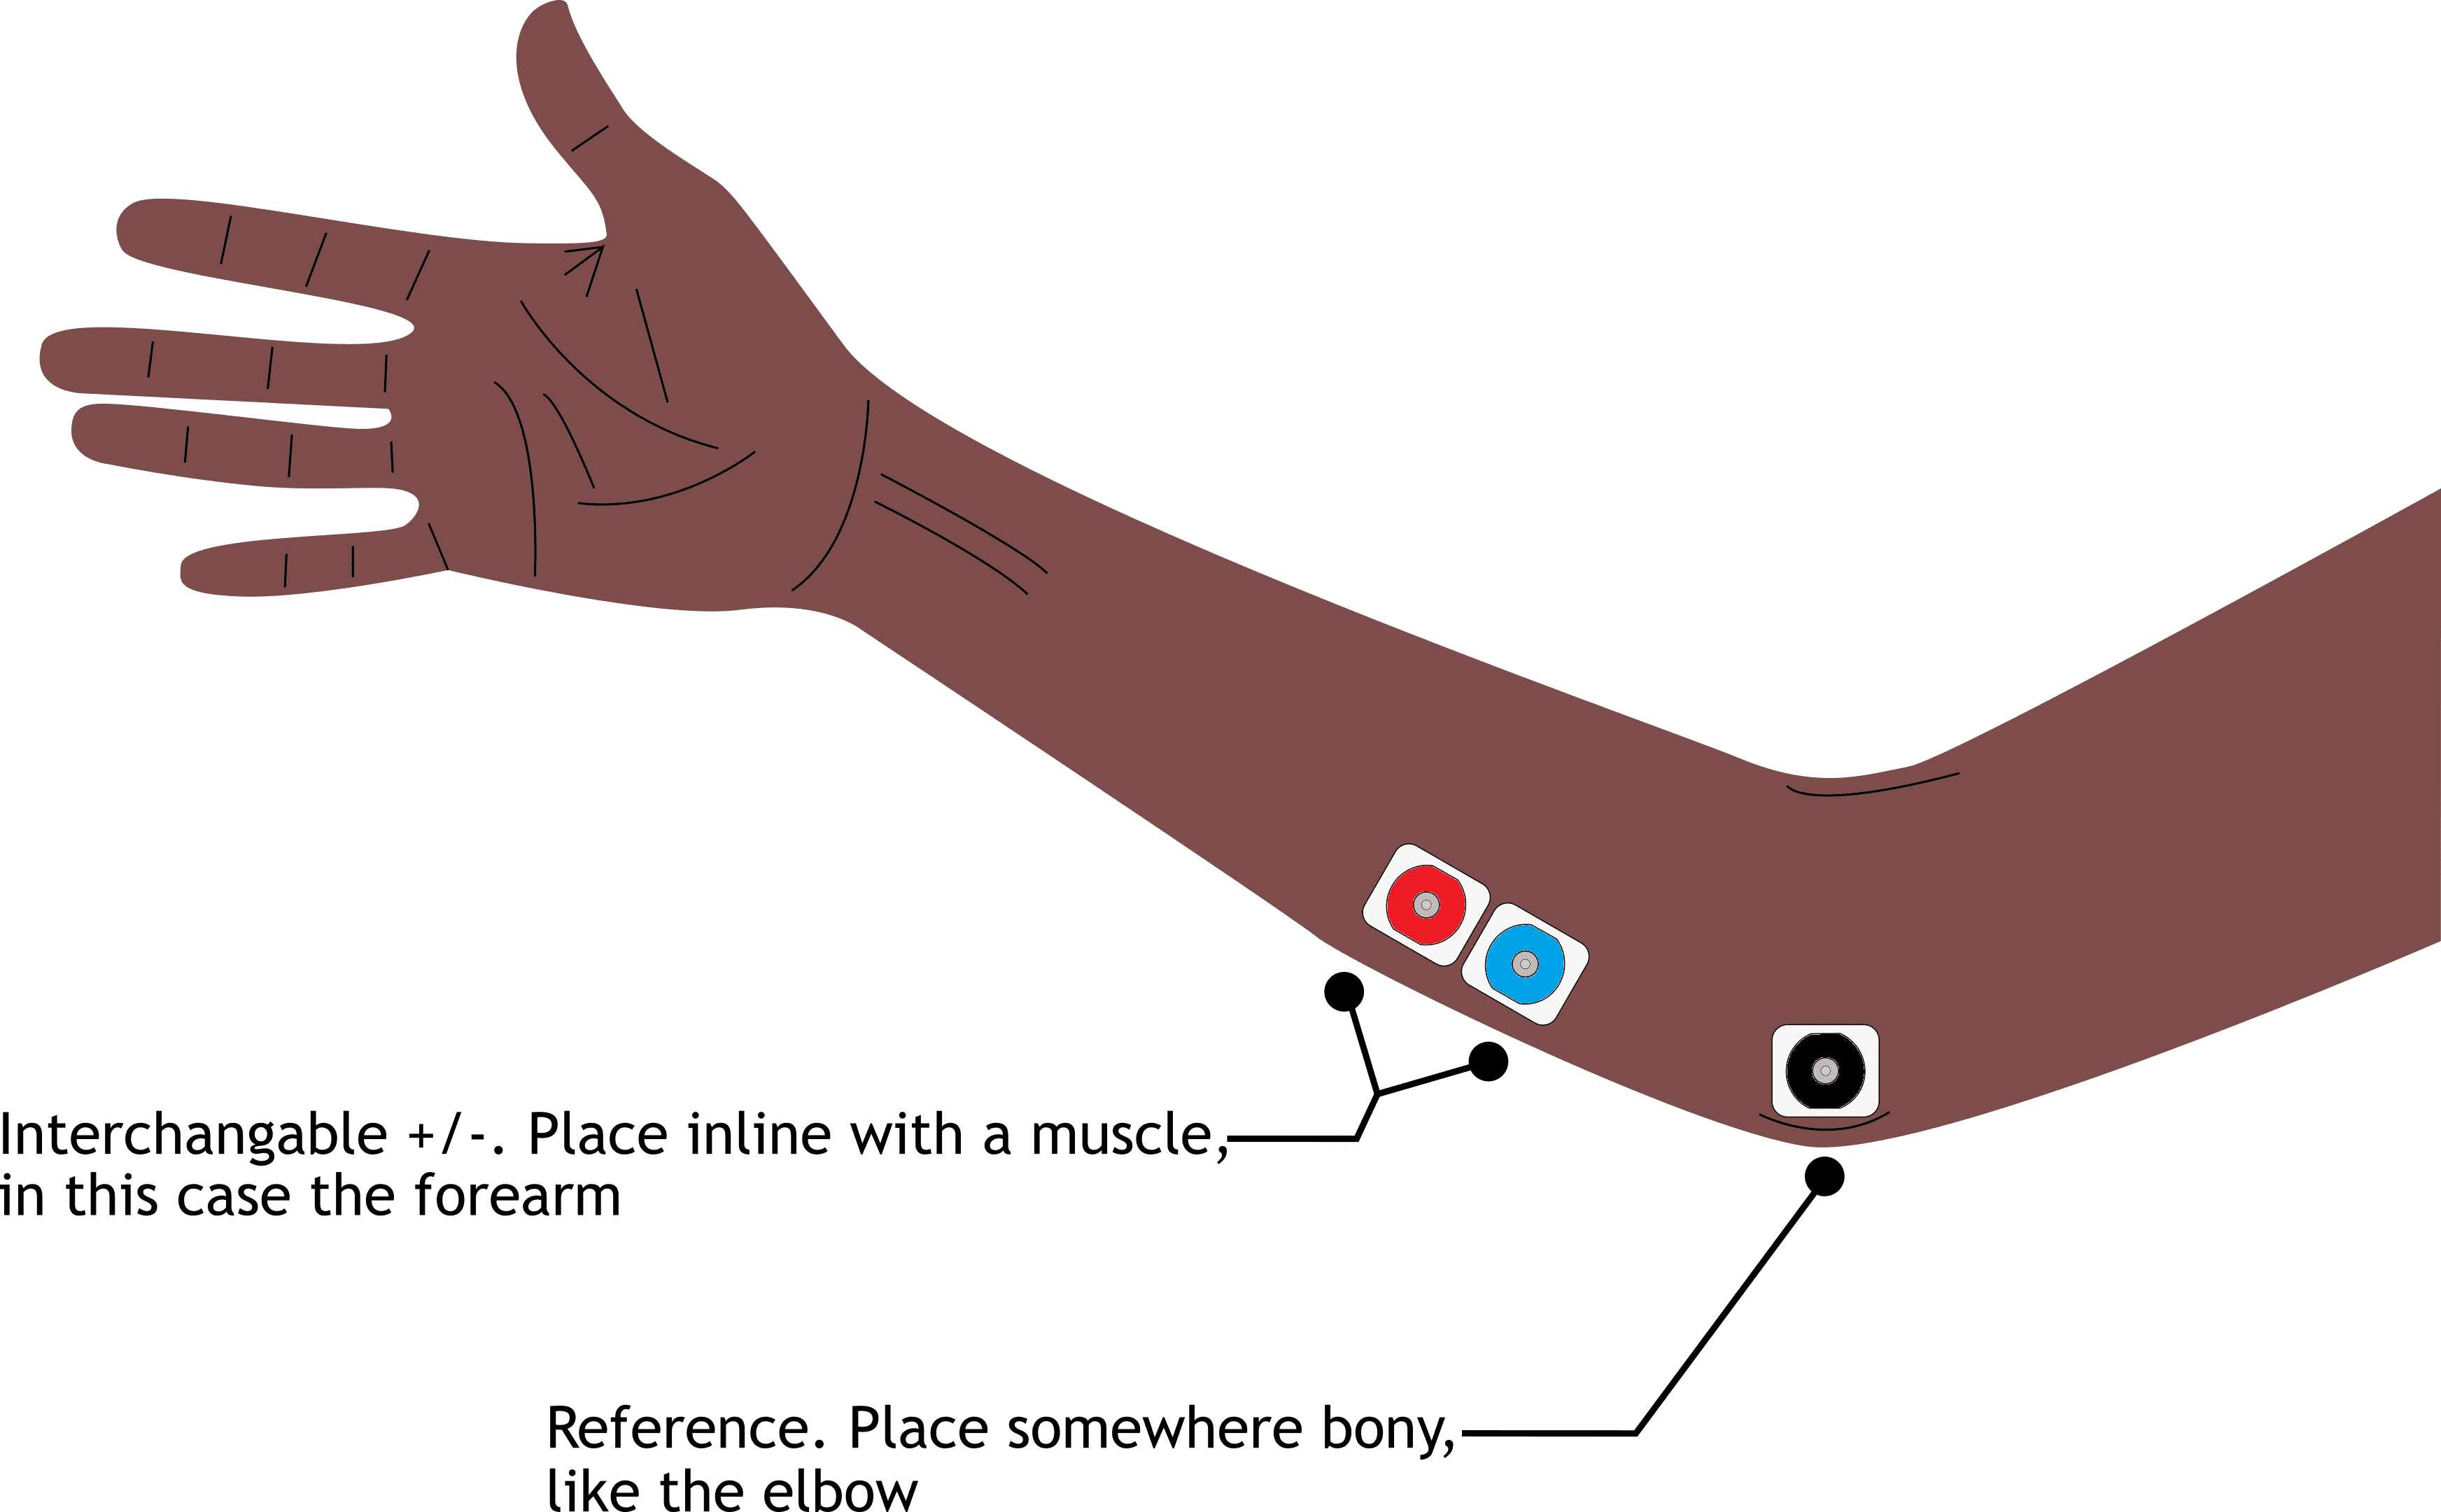 Interchangable +/-. Place inline with a muscle,
in this case the forearm
Reference. Place somewhere bony,
like the elbow